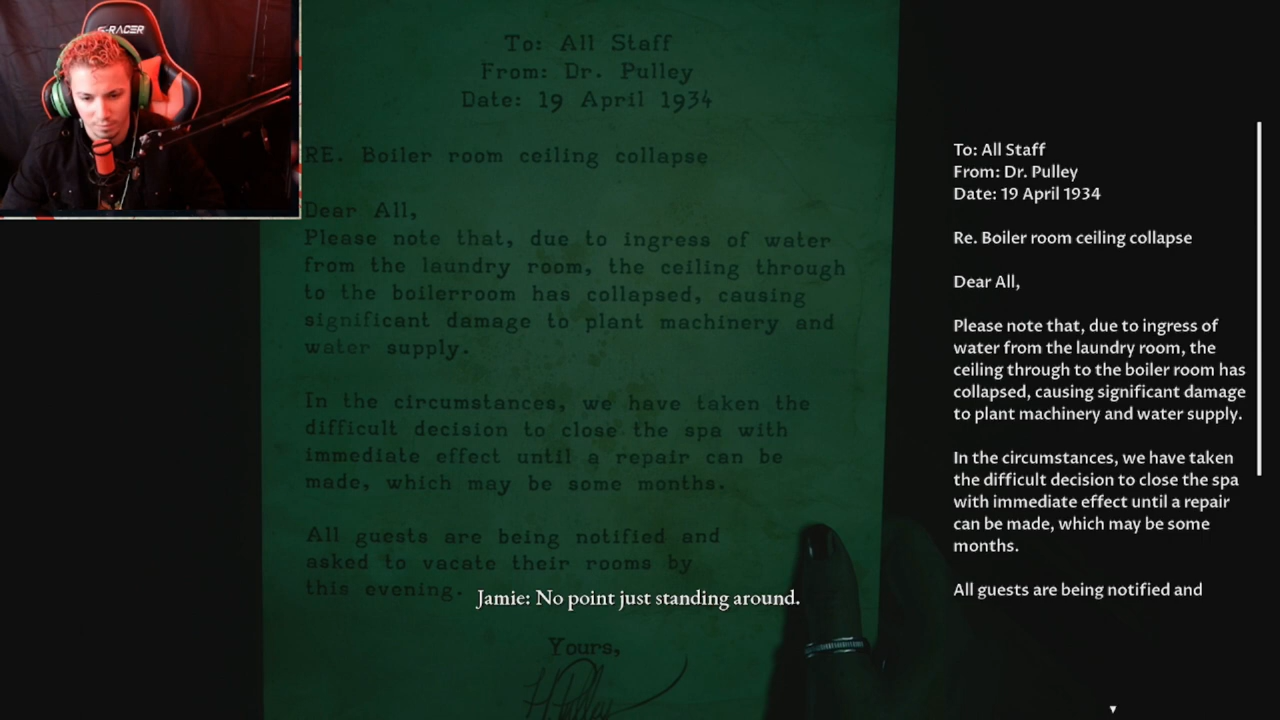 S-RACER
To: All Staff
From: Dr. Pulley
Date: 19 April 1934
RE. Boiler room ceiling collapse
Dear All,
Please note that, due to ingress of water
from the laundry room, the ceiling through
to the boilerroom has collapsed, causing
significant damage to plant machinery and
water supply.
In the circumstances, we have taken the
difficult decision to close the spa with
immediate effect until a repair can be
made, which may be some months.
All guests are being notified and
asked to vacate their rooms by
this evening.
Yours,
H Pulley
Jamie: No point just standing around.
To: All Staff
From: Dr. Pulley
Date: 19 April 1934
Re. Boiler room ceiling collapse
Dear All,
Please note that, due to ingress of
water from the laundry room, the
ceiling through to the boiler room has
collapsed, causing significant damage
to plant machinery and water supply.
In the circumstances, we have taken
the difficult decision to close the spa
with immediate effect until a repair
can be made, which may be some
months.
All guests are being notified and